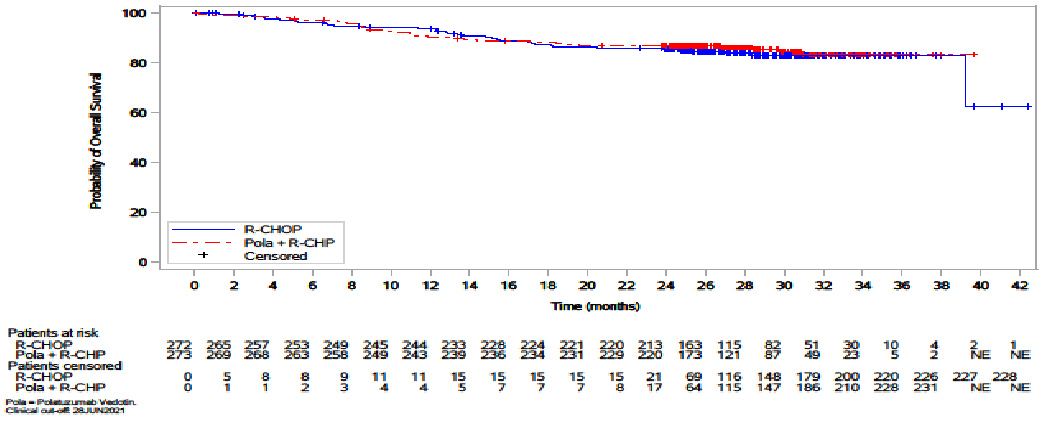 100
80
60
40
20
0
Probability of Overall Survival
R-CHOP
Pola + R-CHP
Censored
0 2 4 6 8 10 12 14 16 18 20 22 24 26 28 30 32 34 36 38 40 42
Time (months)
Patients at risk
R-CHOP 272 265 257 253 249 245 244 233 228 224 221 220 213 163 115 82 51 30 10 4 2 1
Pola + R-CHP 273 269 268 263 258 249 243 239 236 234 231 229 220 173 121 87 49 23 5 2 NE NE
Patients censored
R-CHOP 0 5 8 8 9 11 11 15 15 15 15 15 21 69 116 148 179 200 220 226 227 228
Pola + R-CHP 0 1 1 2 3 4 4 5 7 7 7 8 17 64 115 147 186 210 228 231 NE NE
Pola = Polatuzumab Vedotin.
Clinical cut-off: 28JUN2021